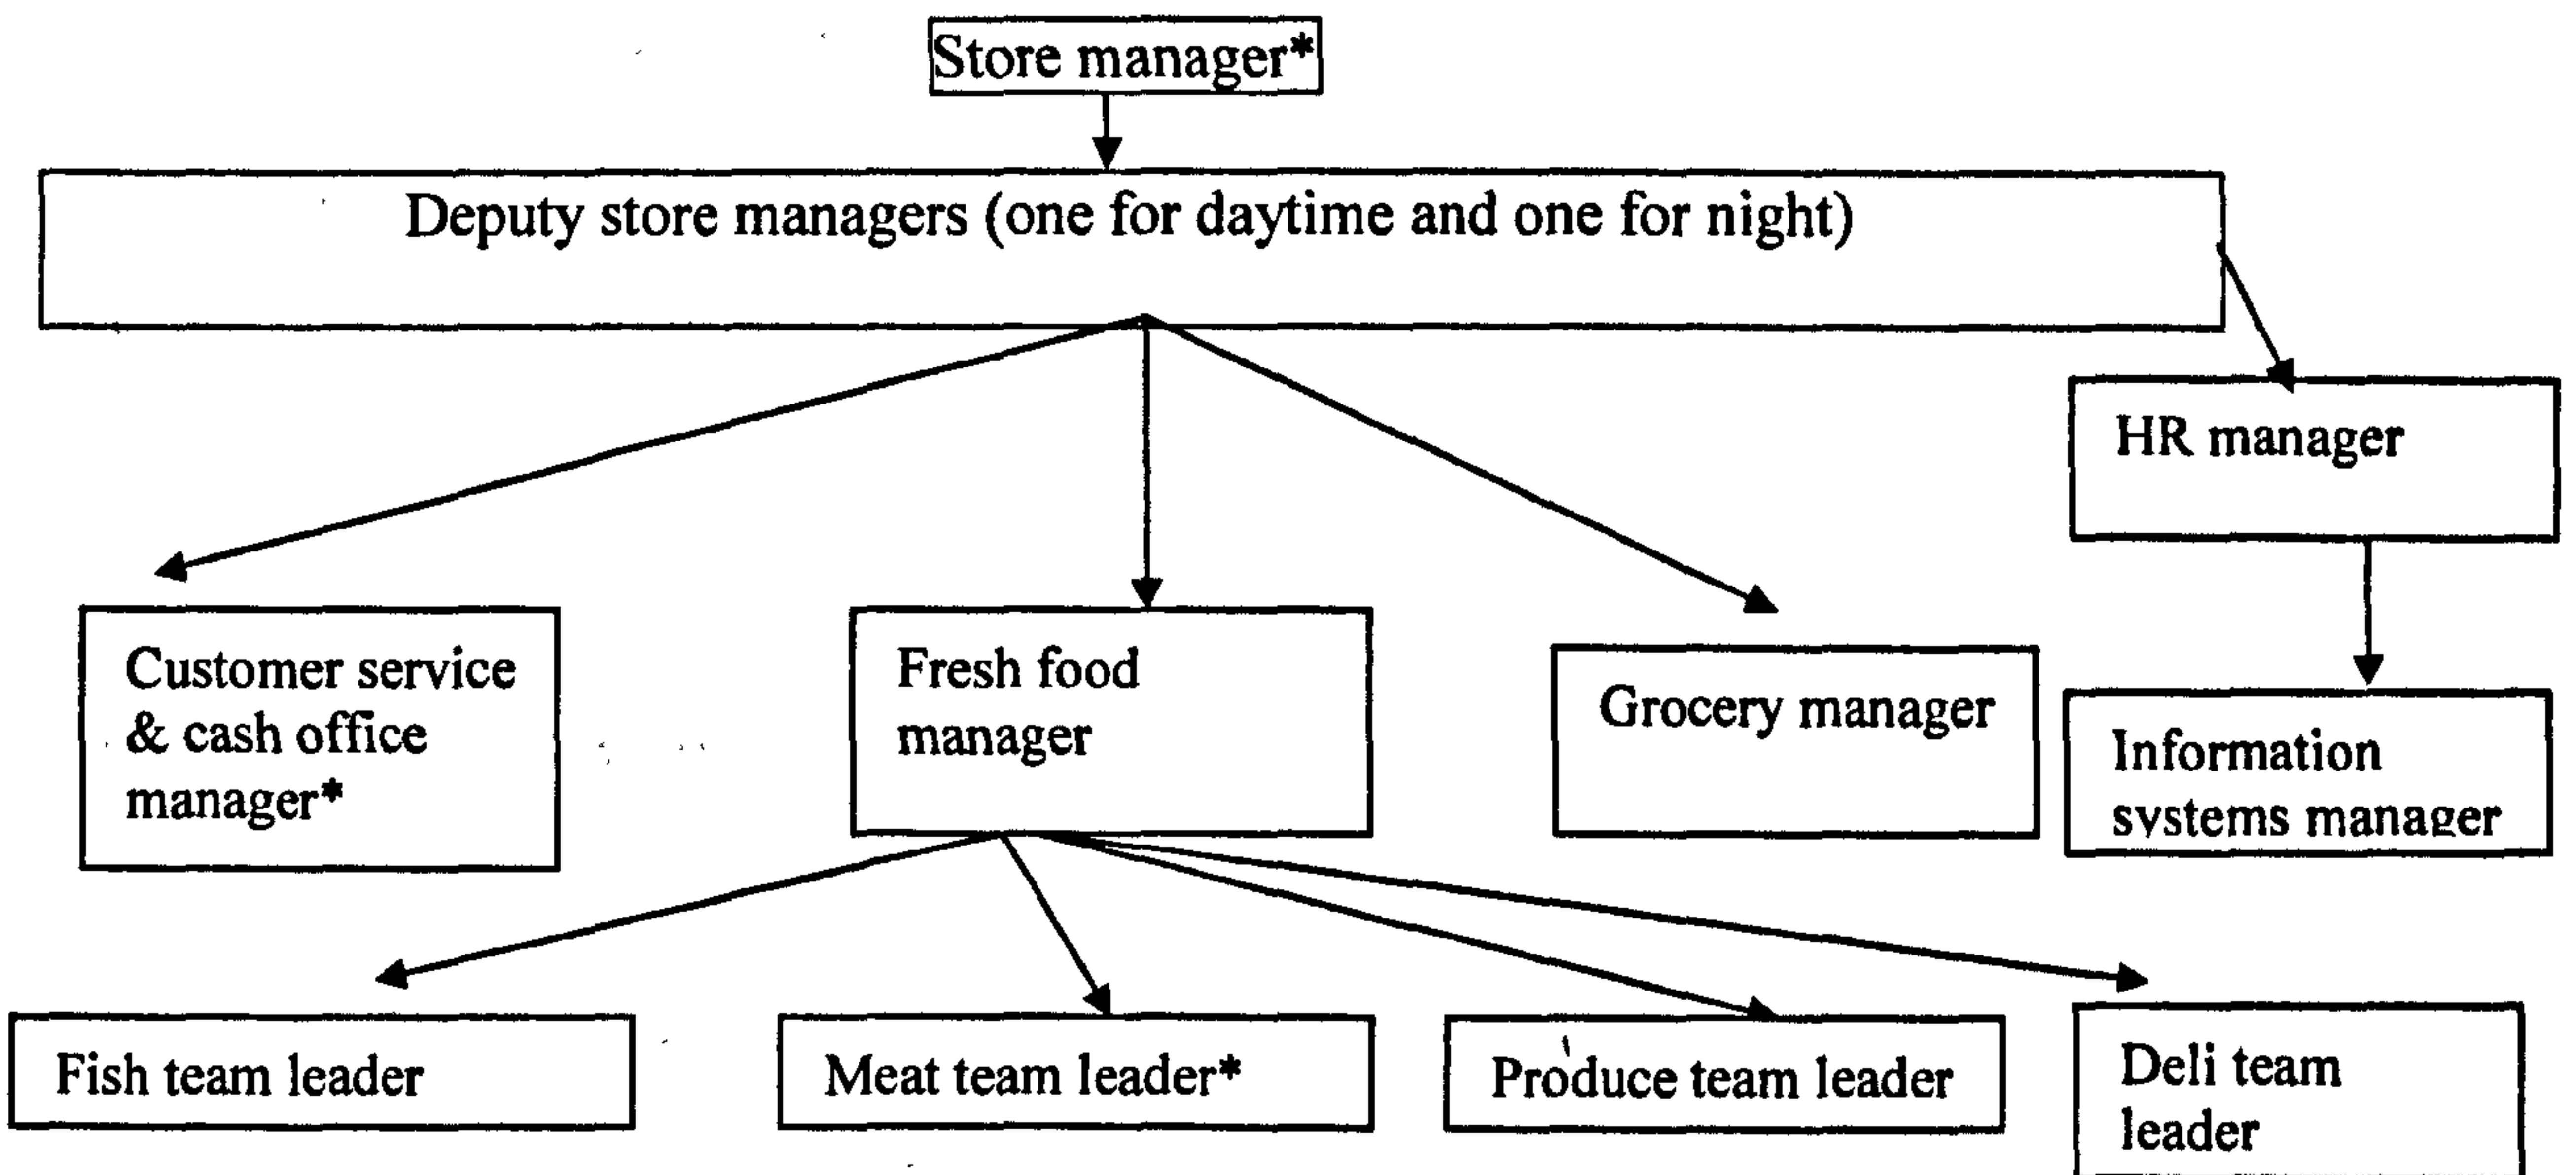 Store manager*
Deputy store managers (one for daytime and one for night)
HR manager
Customer service
& cash office
manager*
Fresh food
manager
Grocery manager
Information
systems manager
Fish team leader
Meat team leader*
Produce team leader
Deli team
leader